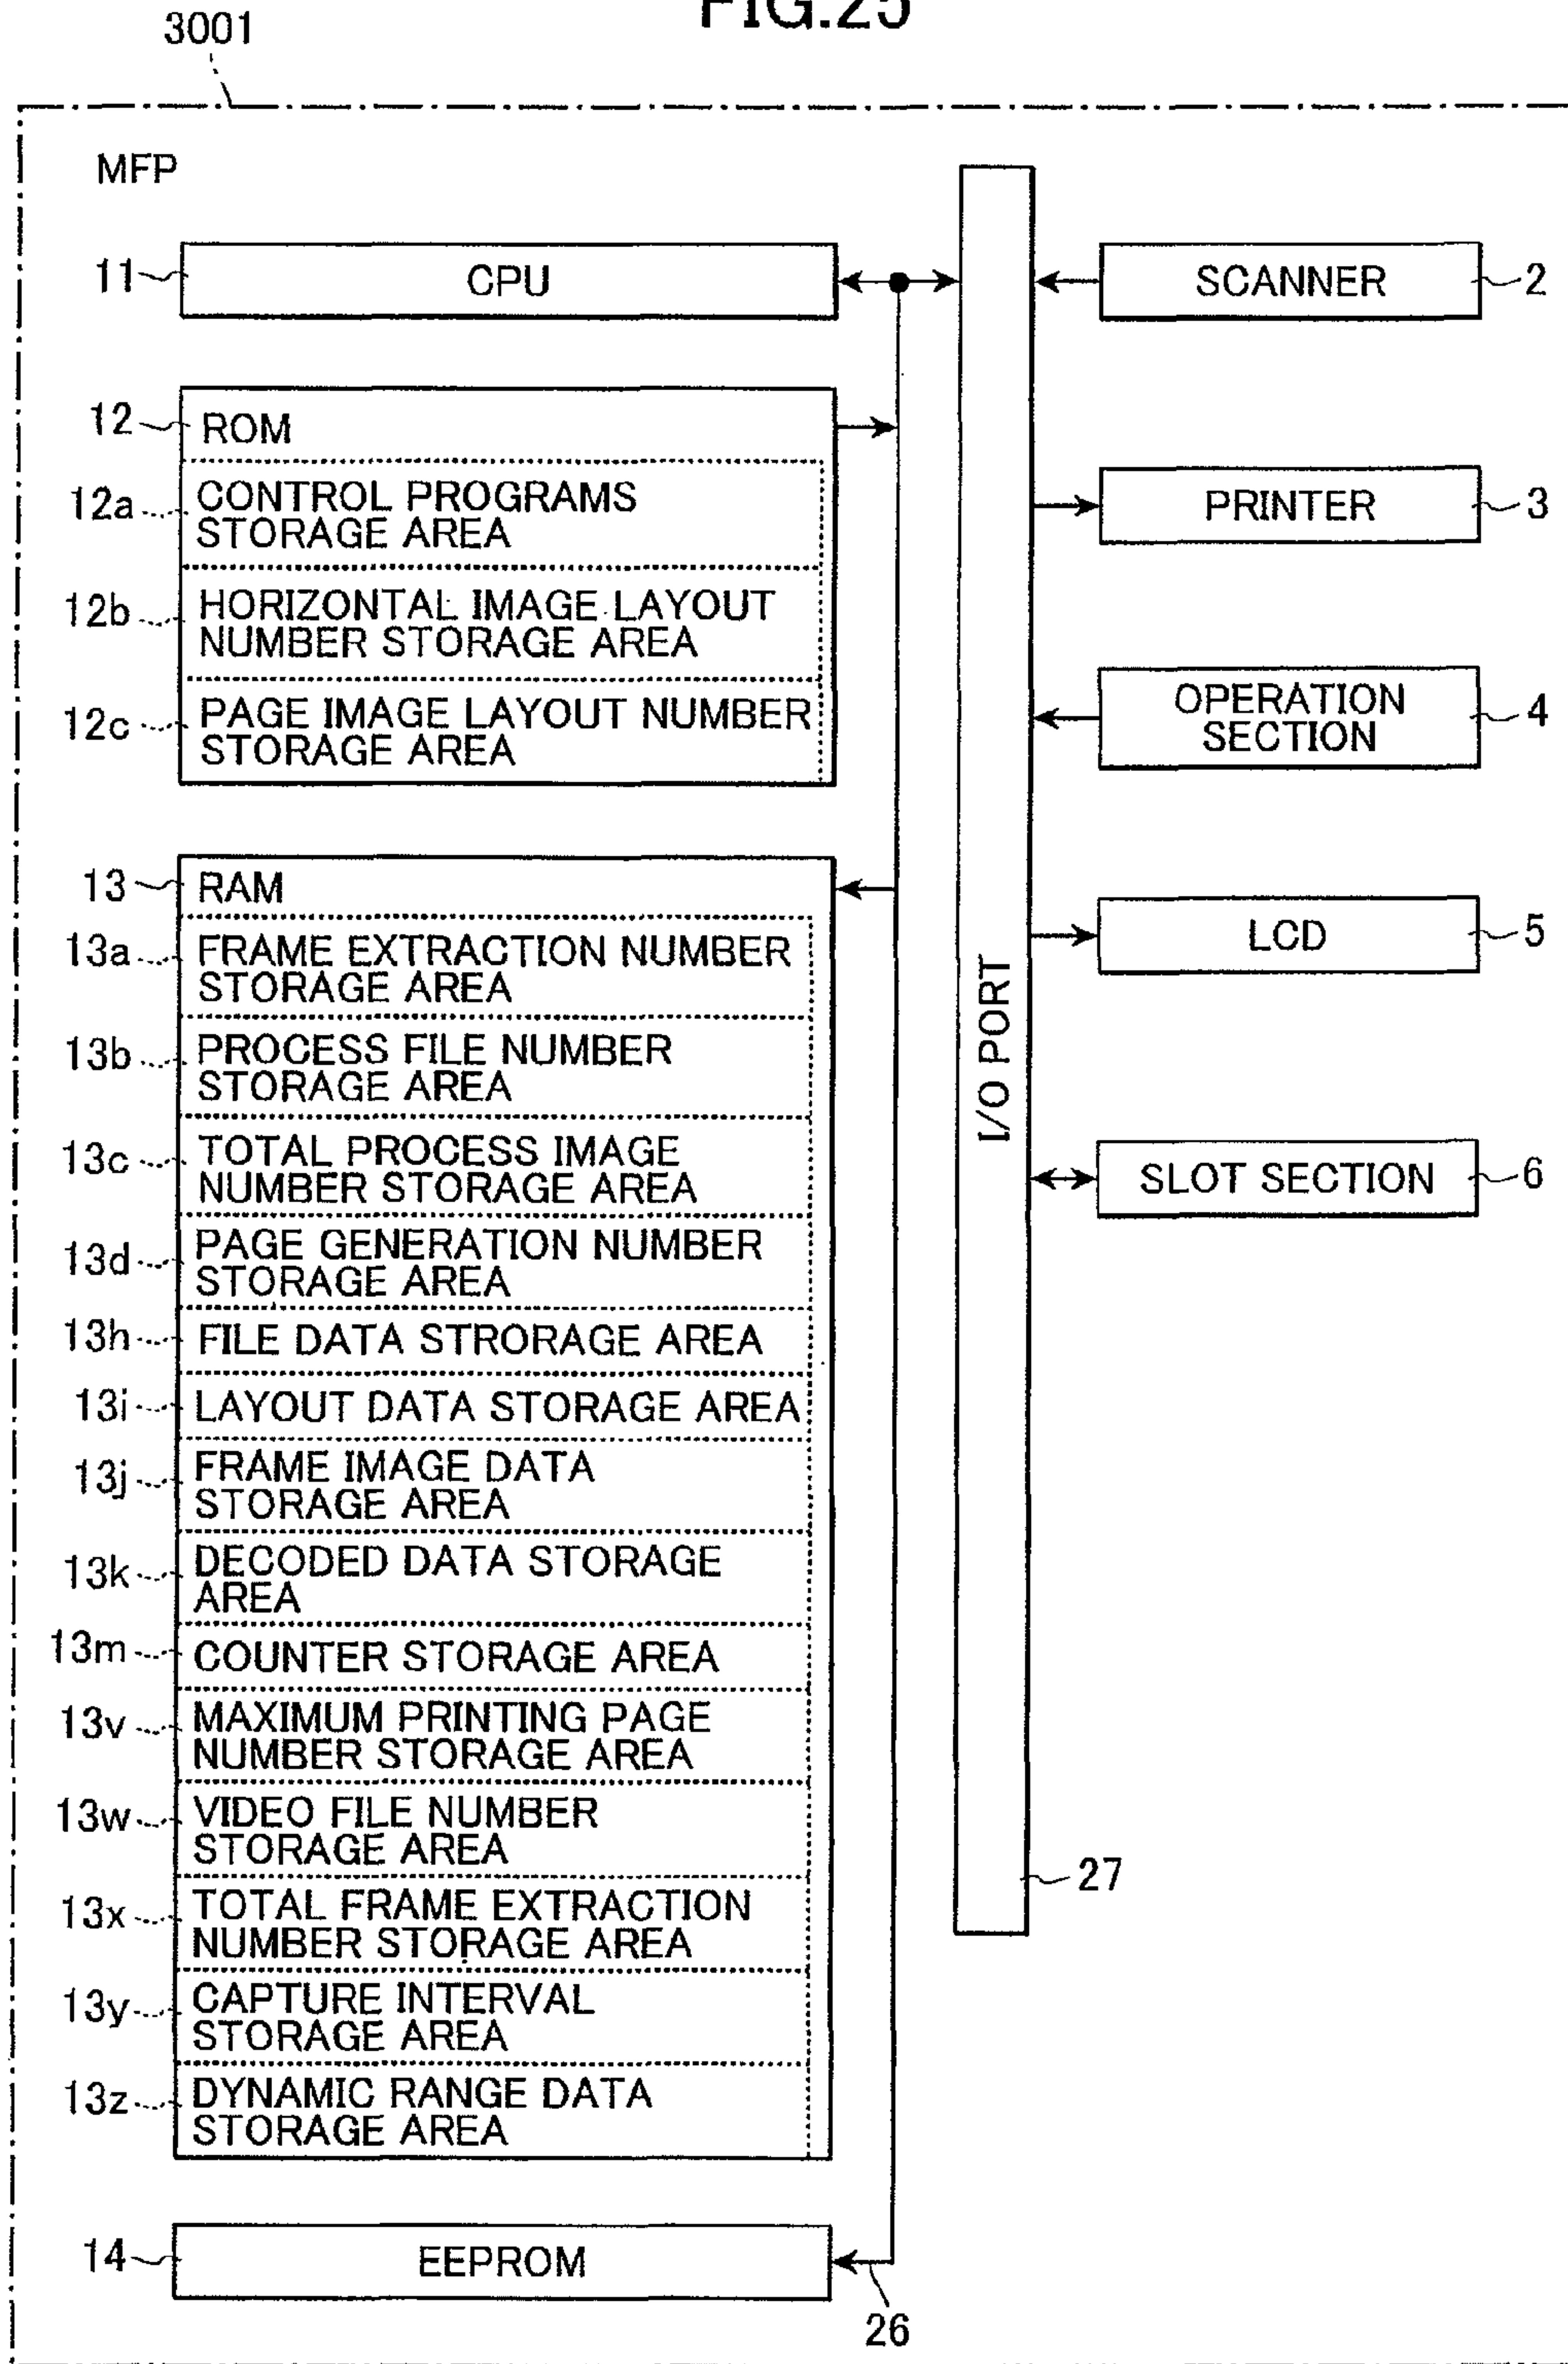 FIG.25
3001
MFP
11
CPU
SCANNER
2
12
ROM
12a
CONTROL PROGRAMS
STORAGE AREA
PRINTER
3
12b
HORIZONTAL IMAGE LAYOUT
NUMBER STORAGE AREA
12c
PAGE IMAGE LAYOUT NUMBER
STORAGE AREA
OPERATION
SECTION
4
13
RAM
13a
FRAME EXTRACTION NUMBER
STORAGE AREA
LCD
5
13b
PROCESS FILE NUMBER
STORAGE AREA
I/O PORT
13c
TOTAL PROCESS IMAGE
NUMBER STORAGE AREA
SLOT SECTION
6
13d
PAGE GENERATION NUMBER
STORAGE AREA
13h
FILE DATA STRORAGE AREA
13i
LAYOUT DATA STORAGE AREA
13j
FRAME IMAGE DATA
STORAGE AREA
13k
DECODED DATA STORAGE
AREA
13m
COUNTER STORAGE AREA
13v
MAXIMUM PRINTING PAGE
NUMBER STORAGE AREA
13w
VIDEO FILE NUMBER
STORAGE AREA
27
13x
TOTAL FRAME EXTRACTION
NUMBER STORAGE AREA
13y
CAPTURE INTERVAL
STORAGE AREA
13z
DYNAMIC RANGE DATA
STORAGE AREA
14
EEPROM
26